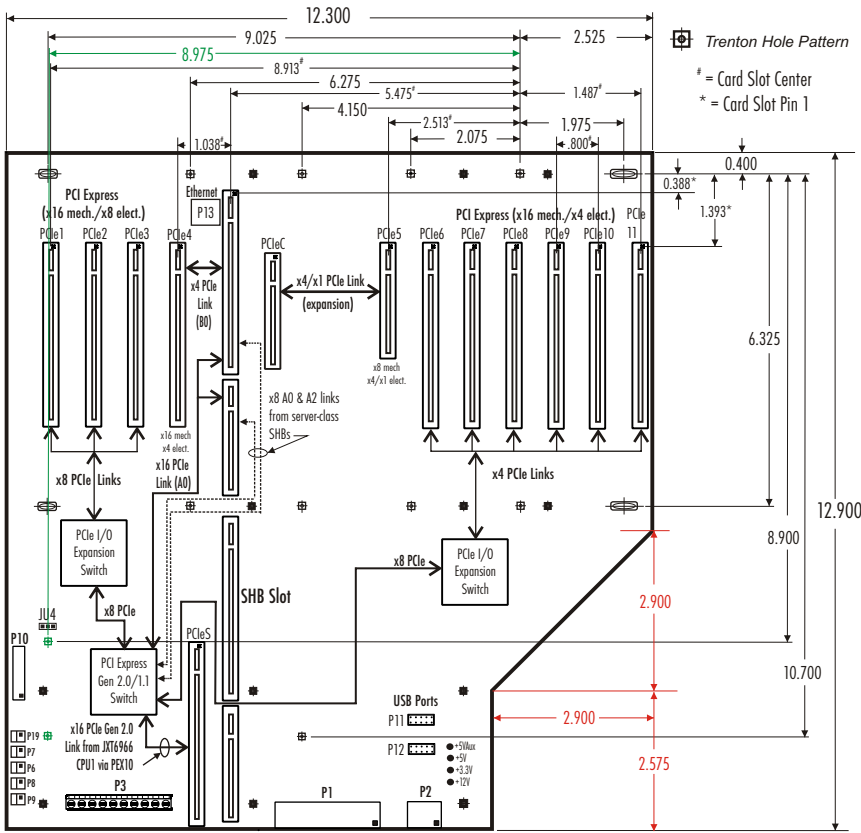 12.300
9.025
2.525
Trenton Hole Pattern
8.975
8.913#
# = Card Slot Center
6.275
5.475#
1.487#
* = Card Slot Pin 1
4.150
1.975
2.513#
2.075
1.038#
.800#
0.400
0.388*
1.393*
PCI Express
(x16 mech./x8 elect.)
Ethernet
P13
PCI Express (x16 mech./x4 elect.)
PCIe1
PCIe2
PCIe3
PCIe4
PCIeC
PCIe5
PCIe6
PCIe7
PCIe8
PCIe9
PCIe10
PCIe
11
x4 PCIe
Link
(B0)
x4/x1 PCIe Link
(expansion)
6.325
x8 mech
x4/x1 elect.
x8 A0 & A2 links
from server-class
SHBs
x16 mech
x4 elect.
x16 PCIe
Link (A0)
x8 PCIe Links
x4 PCIe Links
12.900
8.900
PCIe I/O
Expansion
Switch
PCIe I/O
Expansion
Switch
x8 PCIe
SHB Slot
2.900
x8 PCIe
JU4
PCIeS
P10
PCI Express
Gen 2.0/1.1
Switch
10.700
USB Ports
P11
2.900
x16 PCIe Gen 2.0
Link from JXT6966
CPU1 via PEX10
P12
+5VAux
+5V
+3.3V
+12V
2.575
P19
P7
P6
P8
P9
P3
P1
P2